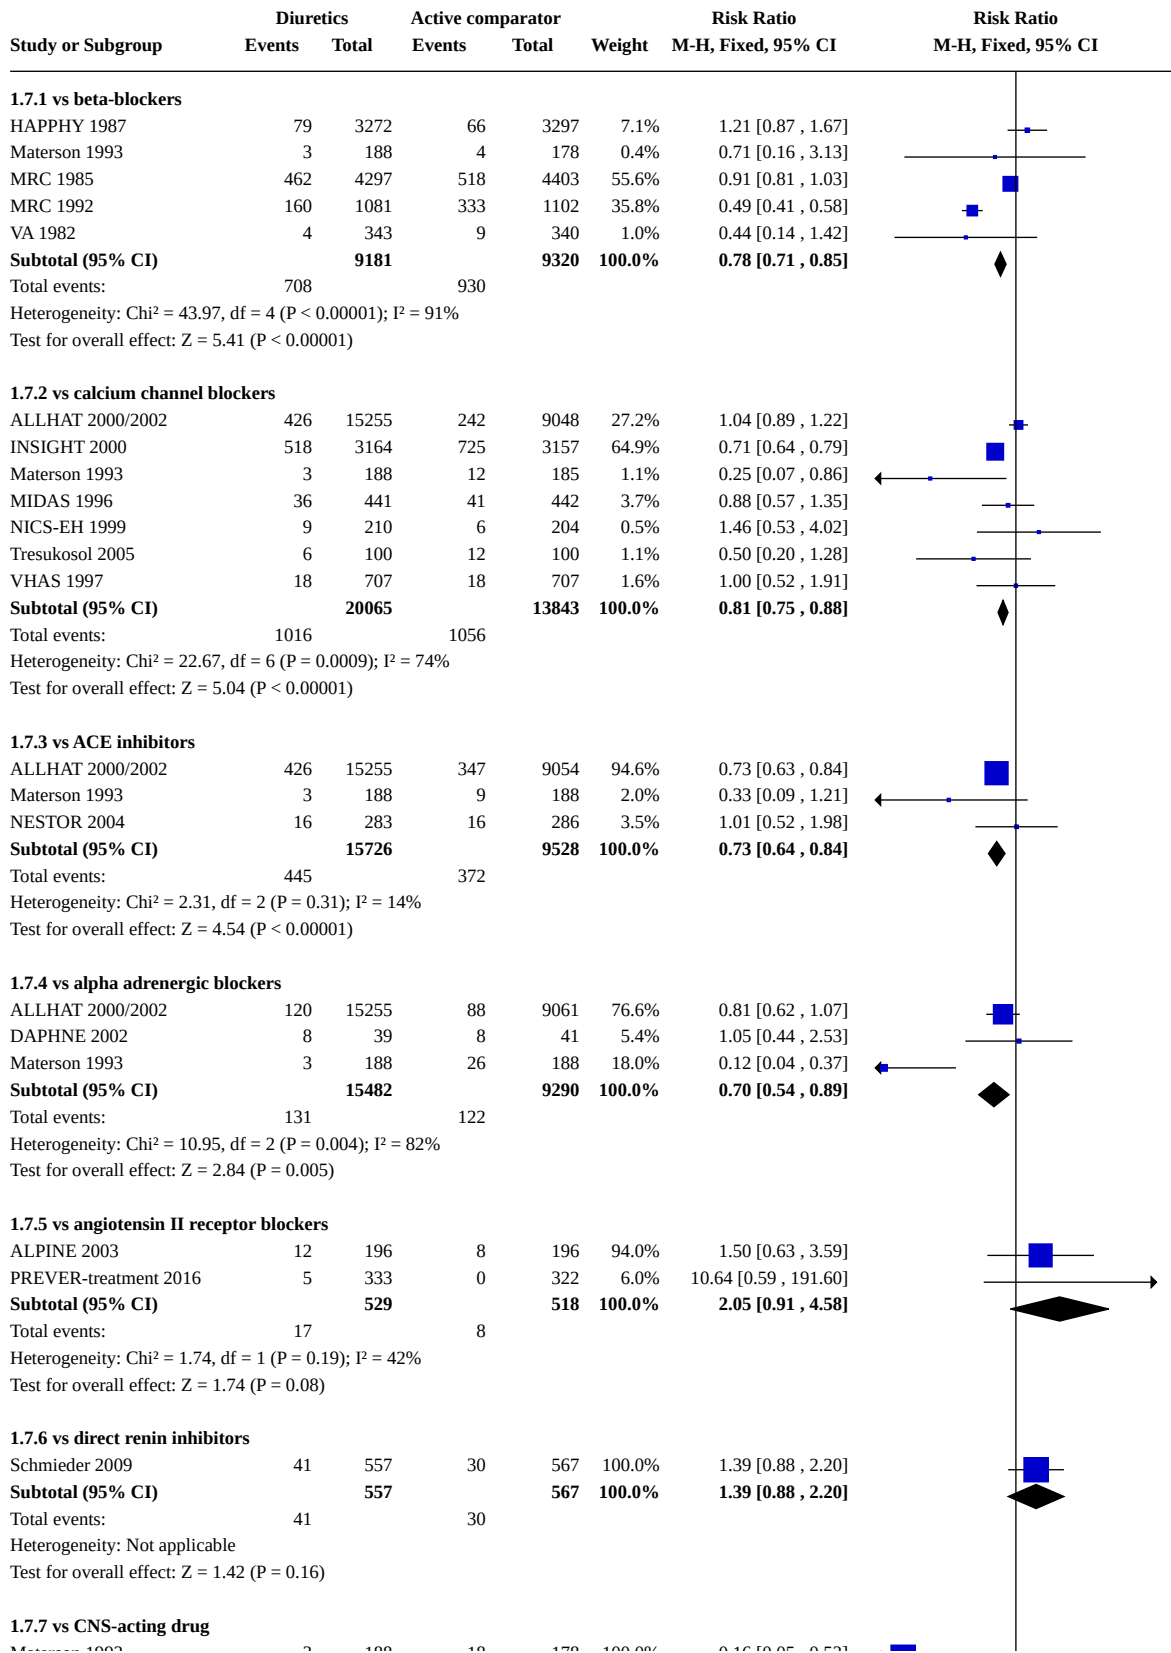 Diuretics Active comparator Risk Ratio Risk Ratio
Study or Subgroup Events Total Events Total Weight M-H, Fixed, 95% CI M-H, Fixed, 95% CI
1.7.1 vs beta-blockers
HAPPHY 1987 79 3272 66 3297 7.1% 1.21 [0.87 , 1.67]
Materson 1993 3 188 4 178 0.4% 0.71 [0.16 , 3.13]
MRC 1985 462 4297 518 4403 55.6% 0.91 [0.81 , 1.03]
MRC 1992 160 1081 333 1102 35.8% 0.49 [0.41 , 0.58]
VA 1982 4 343 9 340 1.0% 0.44 [0.14 , 1.42]
Subtotal (95% CI) 9181 9320 100.0% 0.78 [0.71 , 0.85]
Total events: 708 930
Heterogeneity: Chi² = 43.97, df = 4 (P < 0.00001); I² = 91%
Test for overall effect: Z = 5.41 (P < 0.00001)
1.7.2 vs calcium channel blockers
ALLHAT 2000/2002 426 15255 242 9048 27.2% 1.04 [0.89 , 1.22]
INSIGHT 2000 518 3164 725 3157 64.9% 0.71 [0.64 , 0.79]
Materson 1993 3 188 12 185 1.1% 0.25 [0.07 , 0.86]
MIDAS 1996 36 441 41 442 3.7% 0.88 [0.57 , 1.35]
NICS-EH 1999 9 210 6 204 0.5% 1.46 [0.53 , 4.02]
Tresukosol 2005 6 100 12 100 1.1% 0.50 [0.20 , 1.28]
VHAS 1997 18 707 18 707 1.6% 1.00 [0.52 , 1.91]
Subtotal (95% CI) 20065 13843 100.0% 0.81 [0.75 , 0.88]
Total events: 1016 1056
Heterogeneity: Chi² = 22.67, df = 6 (P = 0.0009); I² = 74%
Test for overall effect: Z = 5.04 (P < 0.00001)
1.7.3 vs ACE inhibitors
ALLHAT 2000/2002 426 15255 347 9054 94.6% 0.73 [0.63 , 0.84]
Materson 1993 3 188 9 188 2.0% 0.33 [0.09 , 1.21]
NESTOR 2004 16 283 16 286 3.5% 1.01 [0.52 , 1.98]
Subtotal (95% CI) 15726 9528 100.0% 0.73 [0.64 , 0.84]
Total events: 445 372
Heterogeneity: Chi² = 2.31, df = 2 (P = 0.31); I² = 14%
Test for overall effect: Z = 4.54 (P < 0.00001)
1.7.4 vs alpha adrenergic blockers
ALLHAT 2000/2002 120 15255 88 9061 76.6% 0.81 [0.62 , 1.07]
DAPHNE 2002 8 39 8 41 5.4% 1.05 [0.44 , 2.53]
Materson 1993 3 188 26 188 18.0% 0.12 [0.04 , 0.37]
Subtotal (95% CI) 15482 9290 100.0% 0.70 [0.54 , 0.89]
Total events: 131 122
Heterogeneity: Chi² = 10.95, df = 2 (P = 0.004); I² = 82%
Test for overall effect: Z = 2.84 (P = 0.005)
1.7.5 vs angiotensin II receptor blockers
ALPINE 2003 12 196 8 196 94.0% 1.50 [0.63 , 3.59]
PREVER-treatment 2016 5 333 0 322 6.0% 10.64 [0.59 , 191.60]
Subtotal (95% CI) 529 518 100.0% 2.05 [0.91 , 4.58]
Total events: 17 8
Heterogeneity: Chi² = 1.74, df = 1 (P = 0.19); I² = 42%
Test for overall effect: Z = 1.74 (P = 0.08)
1.7.6 vs direct renin inhibitors
Schmieder 2009 41 557 30 567 100.0% 1.39 [0.88 , 2.20]
Subtotal (95% CI) 557 567 100.0% 1.39 [0.88 , 2.20]
Total events: 41 30
Heterogeneity: Not applicable
Test for overall effect: Z = 1.42 (P = 0.16)
1.7.7 vs CNS-acting drug